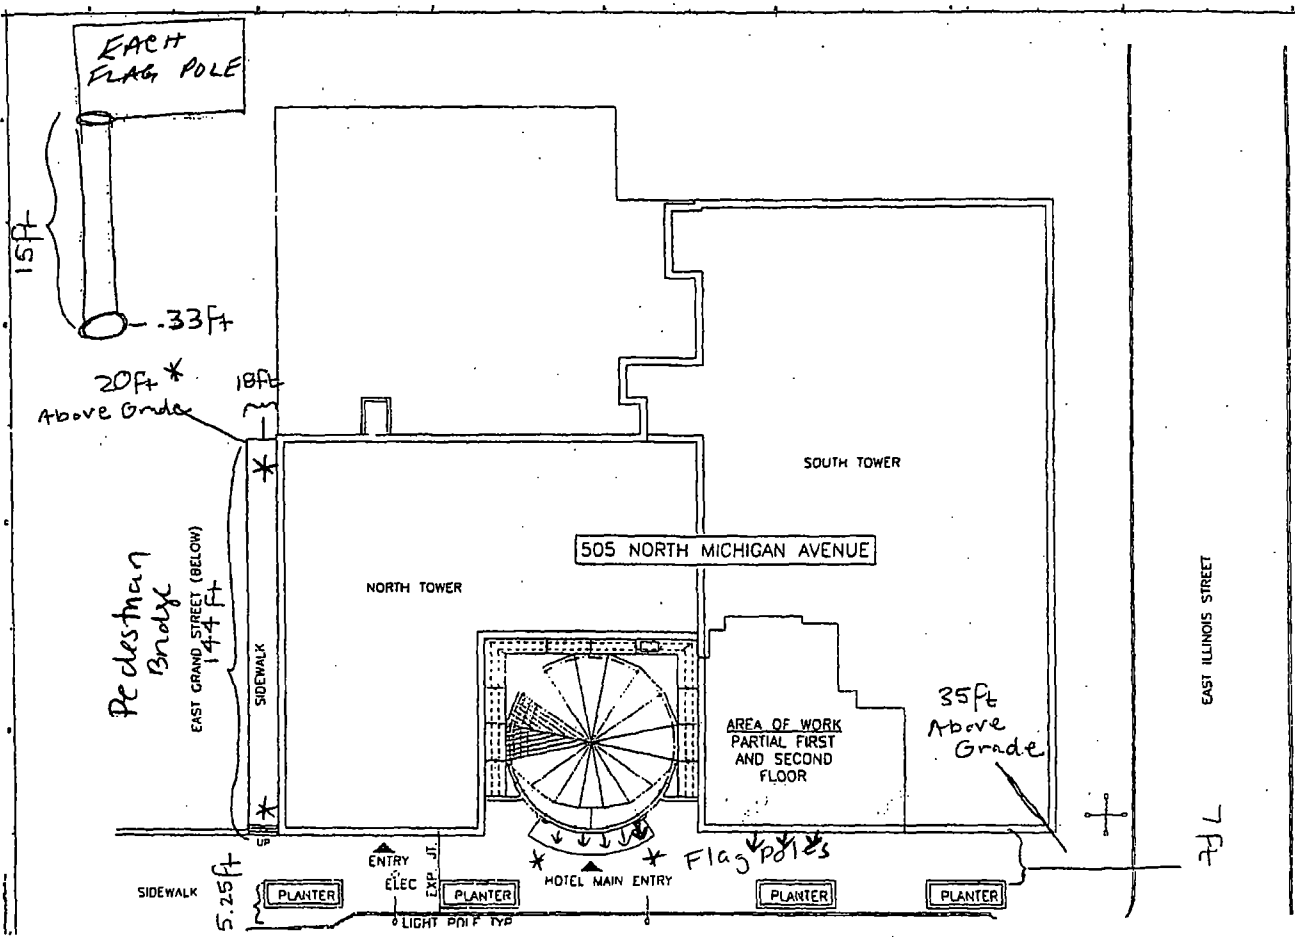 EACH
FLAG POLE
15ft
.33ft
20ft *
Above Grade
18ft
*
Pedestrian
Bridge
EAST GRAND STREET (BELOW)
144 ft
SIDEWALK
*
UP
SOUTH TOWER
505 NORTH MICHIGAN AVENUE
NORTH TOWER
AREA OF WORK
PARTIAL FIRST
AND SECOND
FLOOR
35ft
Above
Grade
EAST ILLINOIS STREET
ENTRY
ELEC
EXP. JT.
* *
HOTEL MAIN ENTRY
Flag poles
SIDEWALK
5.25ft
PLANTER
PLANTER
PLANTER
PLANTER
LIGHT POLE TYP